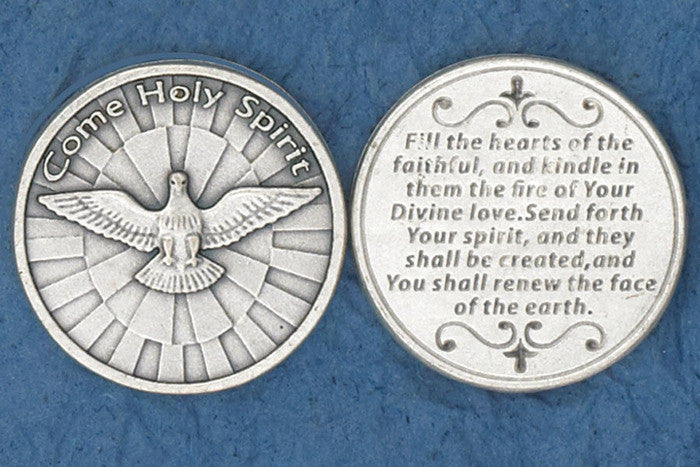 Come Holy Spirit
Fill the hearts of the
faithful, and kindle in
them the fire of Your
Divine love.Send forth
Your spirit, and they
shall be created,and
You shall renew the face
of the earth.